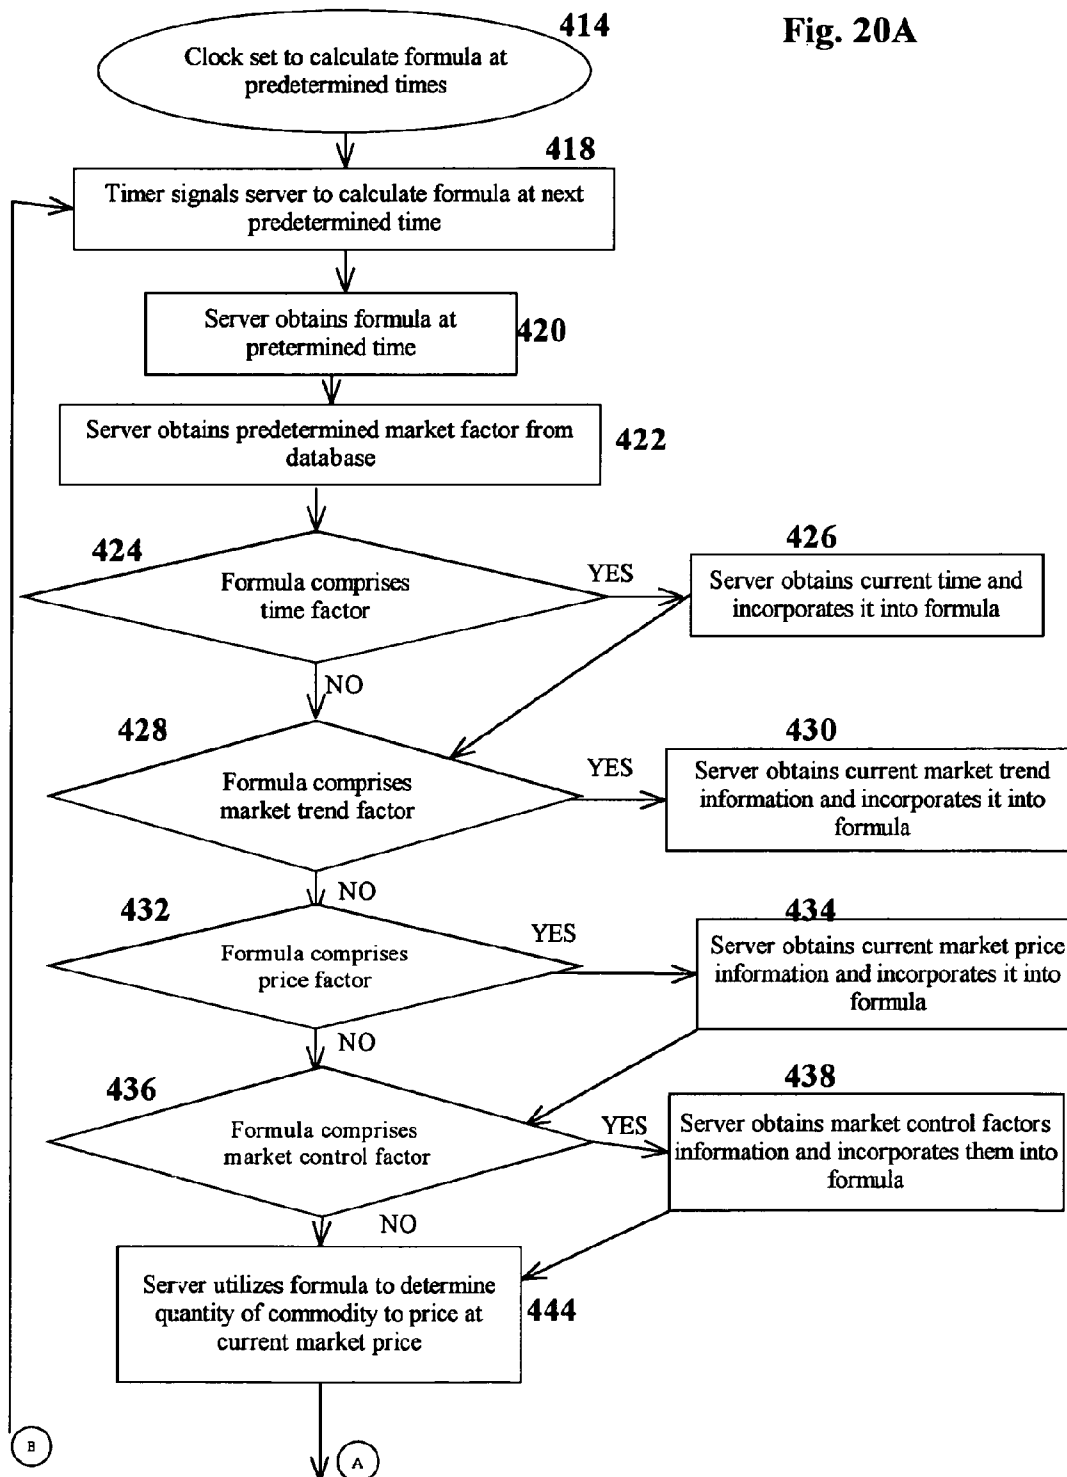 Fig. 20A
414
Clock set to calculate formula at
predetermined times
418
Timer signals server to calculate formula at next
predetermined time
Server obtains formula at
pretermined time
420
Server obtains predetermined market factor from
database
422
424
Formula comprises
time factor
YES
426
Server obtains current time and
incorporates it into formula
NO
428
Formula comprises
market trend factor
YES
430
Server obtains current market trend
information and incorporates it into
formula
NO
432
Formula comprises
price factor
YES
434
Server obtains current market price
information and incorporates it into
formula
NO
436
Formula comprises
market control factor
YES
438
Server obtains market control factors
information and incorporates them into
formula
NO
Server utilizes formula to determine
quantity of commodity to price at
current market price
444
B
A